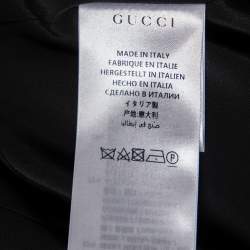 GUCCI
MADE IN ITALY
FABRIQUE EN ITALIE
HERGESTELLT IN ITALIEN
HECHO EN ITALIA
СДЕЛАНО В ИТАЛИИ
イタリア製
产地:意大利
صنع في إيطاليا